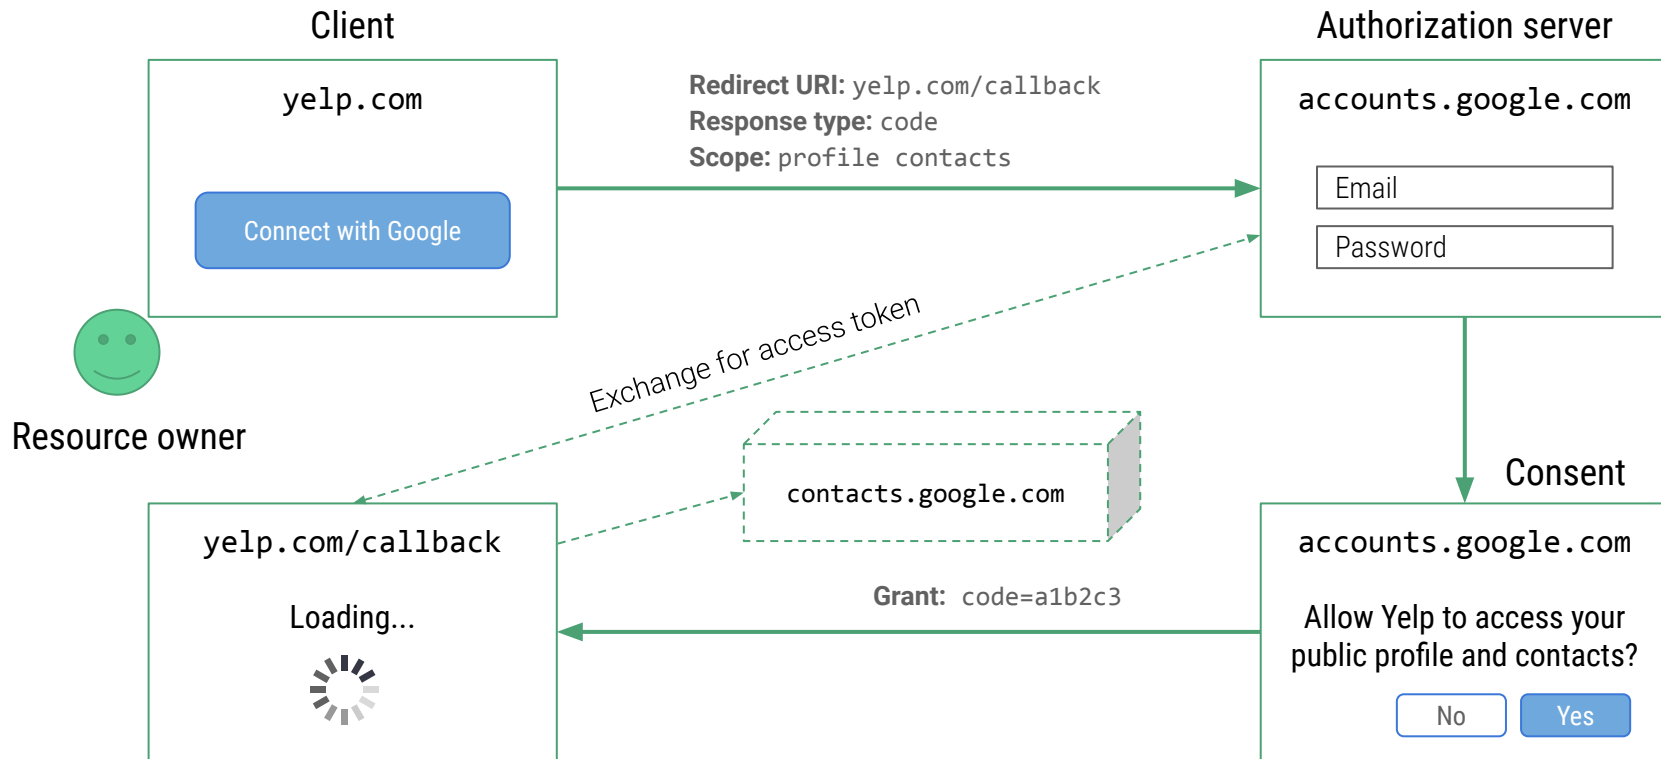 Client
Authorization server
yelp.com
Redirect URI: yelp.com/callback
Response type: code
Scope: profile contacts
accounts.google.com
Email
Password
Connect with Google
Exchange for access token
Resource owner
contacts.google.com
Consent
yelp.com/callback
Loading...
Grant: code=a1b2c3
accounts.google.com
Allow Yelp to access your
public profile and contacts?
No
Yes